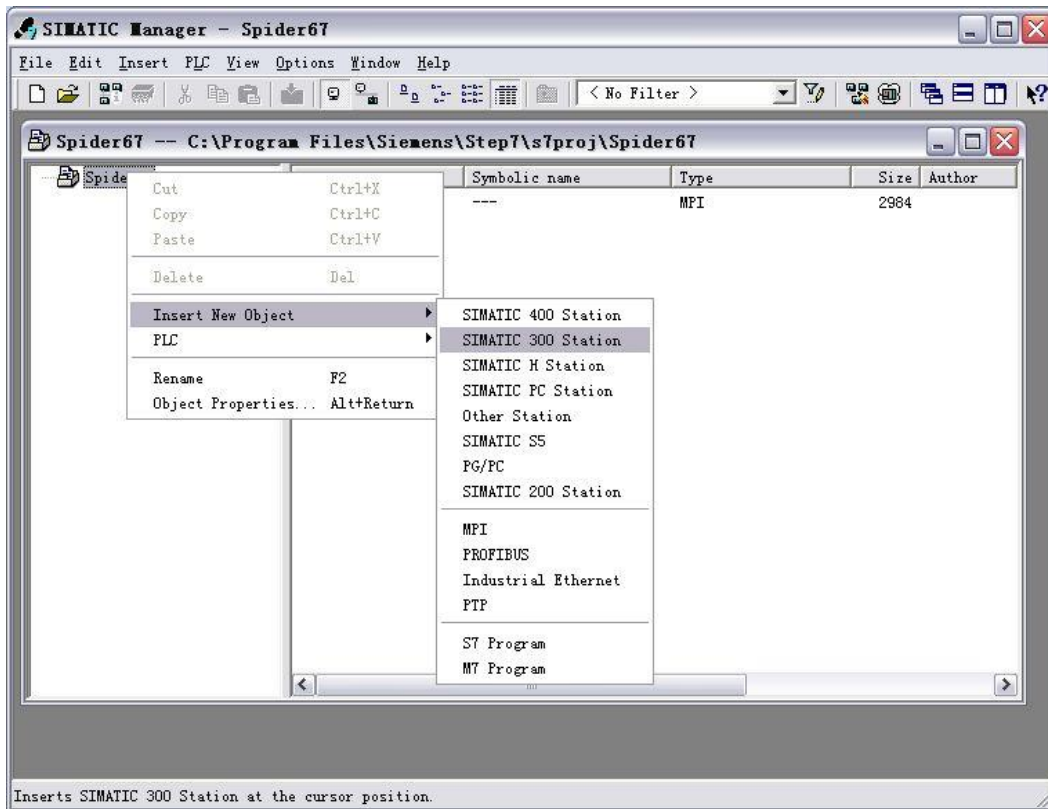 SIMATIC Manager - Spider67
File Edit Insert PLC View Options Window Help
< No Filter >
Spider67 -- C:\Program Files\Siemens\Step7\s7proj\Spider67
Spide
Symbolic name Type Size Author
--- MPI 2984
Cut Ctrl+X
Copy Ctrl+C
Paste Ctrl+V
Delete Del
Insert New Object
PLC
Rename F2
Object Properties... Alt+Return
SIMATIC 400 Station
SIMATIC 300 Station
SIMATIC H Station
SIMATIC PC Station
Other Station
SIMATIC S5
PG/PC
SIMATIC 200 Station
MPI
PROFIBUS
Industrial Ethernet
PTP
S7 Program
M7 Program
Inserts SIMATIC 300 Station at the cursor position.